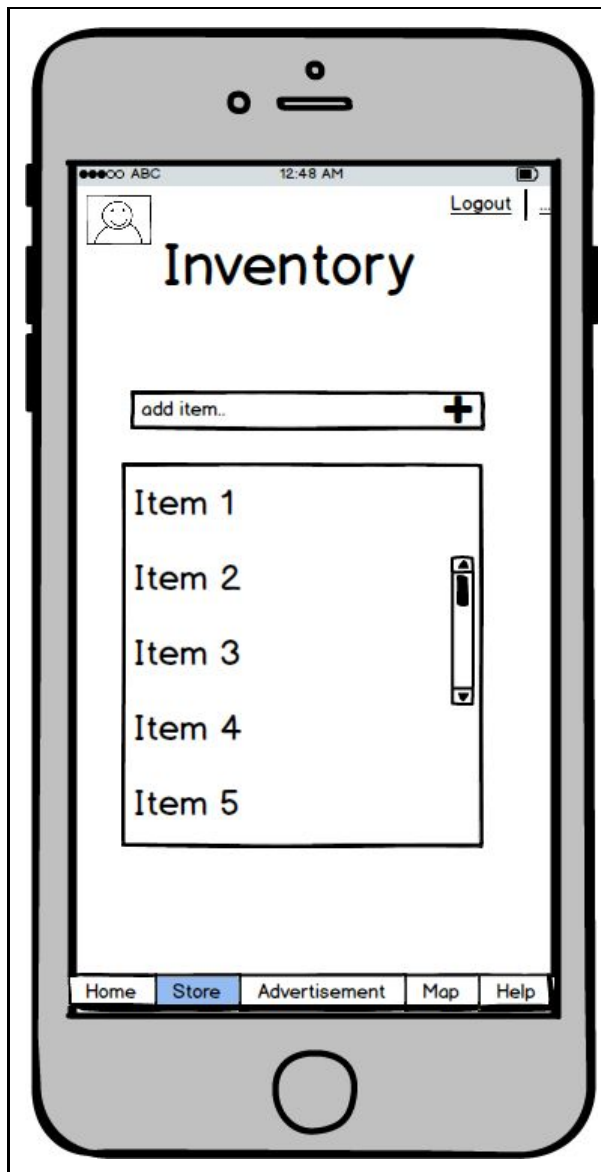 ABC 12:48 AM
Logout | ...
Inventory
add item..
Item 1
Item 2
Item 3
Item 4
Item 5
Home Store Advertisement Map Help